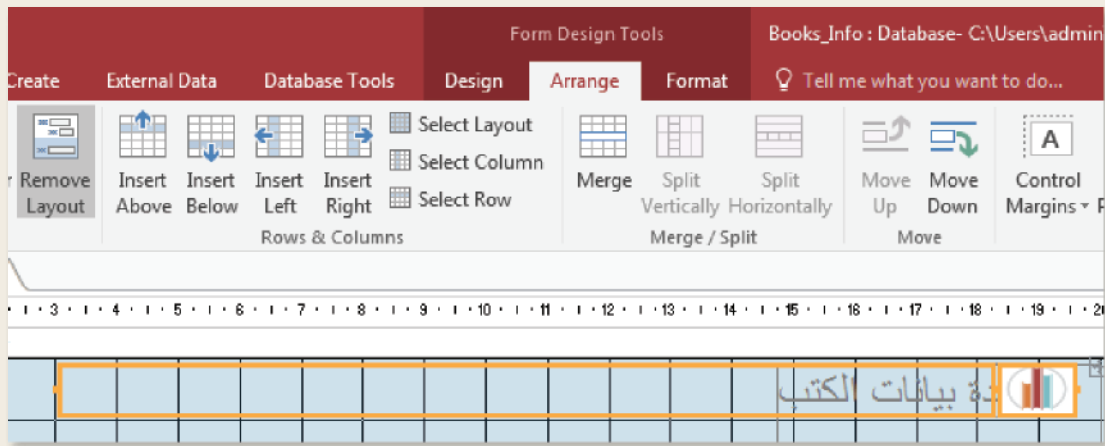 Form Design Tools Books_Info : Database- C:\Users\admin
Create External Data Database Tools Design Arrange Format Tell me what you want to do...
Remove Layout
Insert Above
Insert Below
Insert Left
Insert Right
Select Layout
Select Column
Select Row
Rows & Columns
Merge
Split Vertically
Split Horizontally
Merge / Split
Move Up
Move Down
Move
A
Control Margins
3 4 5 6 7 8 9 10 11 12 13 14 15 16 17 18 19
دة بيانات الكتب